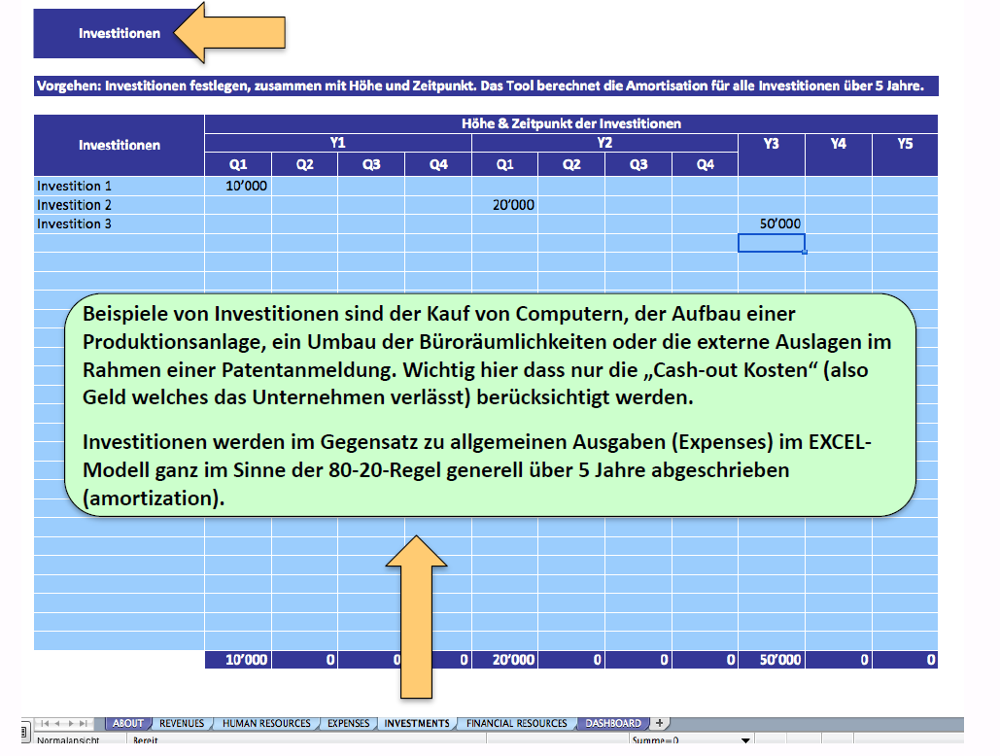 Investitionen
Vorgehen: Investitionen festlegen, zusammen mit Höhe und Zeitpunkt. Das Tool berechnet die Amortisation für alle Investitionen über 5 Jahre.
Höhe & Zeitpunkt der Investitionen
Investitionen Y1 Y2 Y3 Y4 Y5
Q1 Q2 Q3 Q4 Q1 Q2 Q3 Q4
Investition 1 10’000
Investition 2 20’000
Investition 3 50’000
Beispiele von Investitionen sind der Kauf von Computern, der Aufbau einer
Produktionsanlage, ein Umbau der Büroräumlichkeiten oder die externe Auslagen im
Rahmen einer Patentanmeldung. Wichtig hier dass nur die „Cash-out Kosten“ (also
Geld welches das Unternehmen verlässt) berücksichtigt werden.
Investitionen werden im Gegensatz zu allgemeinen Ausgaben (Expenses) im EXCEL-
Modell ganz im Sinne der 80-20-Regel generell über 5 Jahre abgeschrieben
(amortization).
10’000 0 0 0 20’000 0 0 0 50’000 0 0
ABOUT REVENUES HUMAN RESOURCES EXPENSES INVESTMENTS FINANCIAL RESOURCES DASHBOARD +
Normalansicht Bereit Summe=0